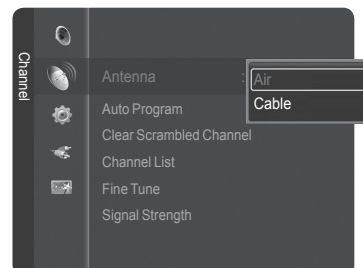 Channel
Antenna : Air
Cable
Auto Program
Clear Scrambled Channel
Channel List
Fine Tune
Signal Strength